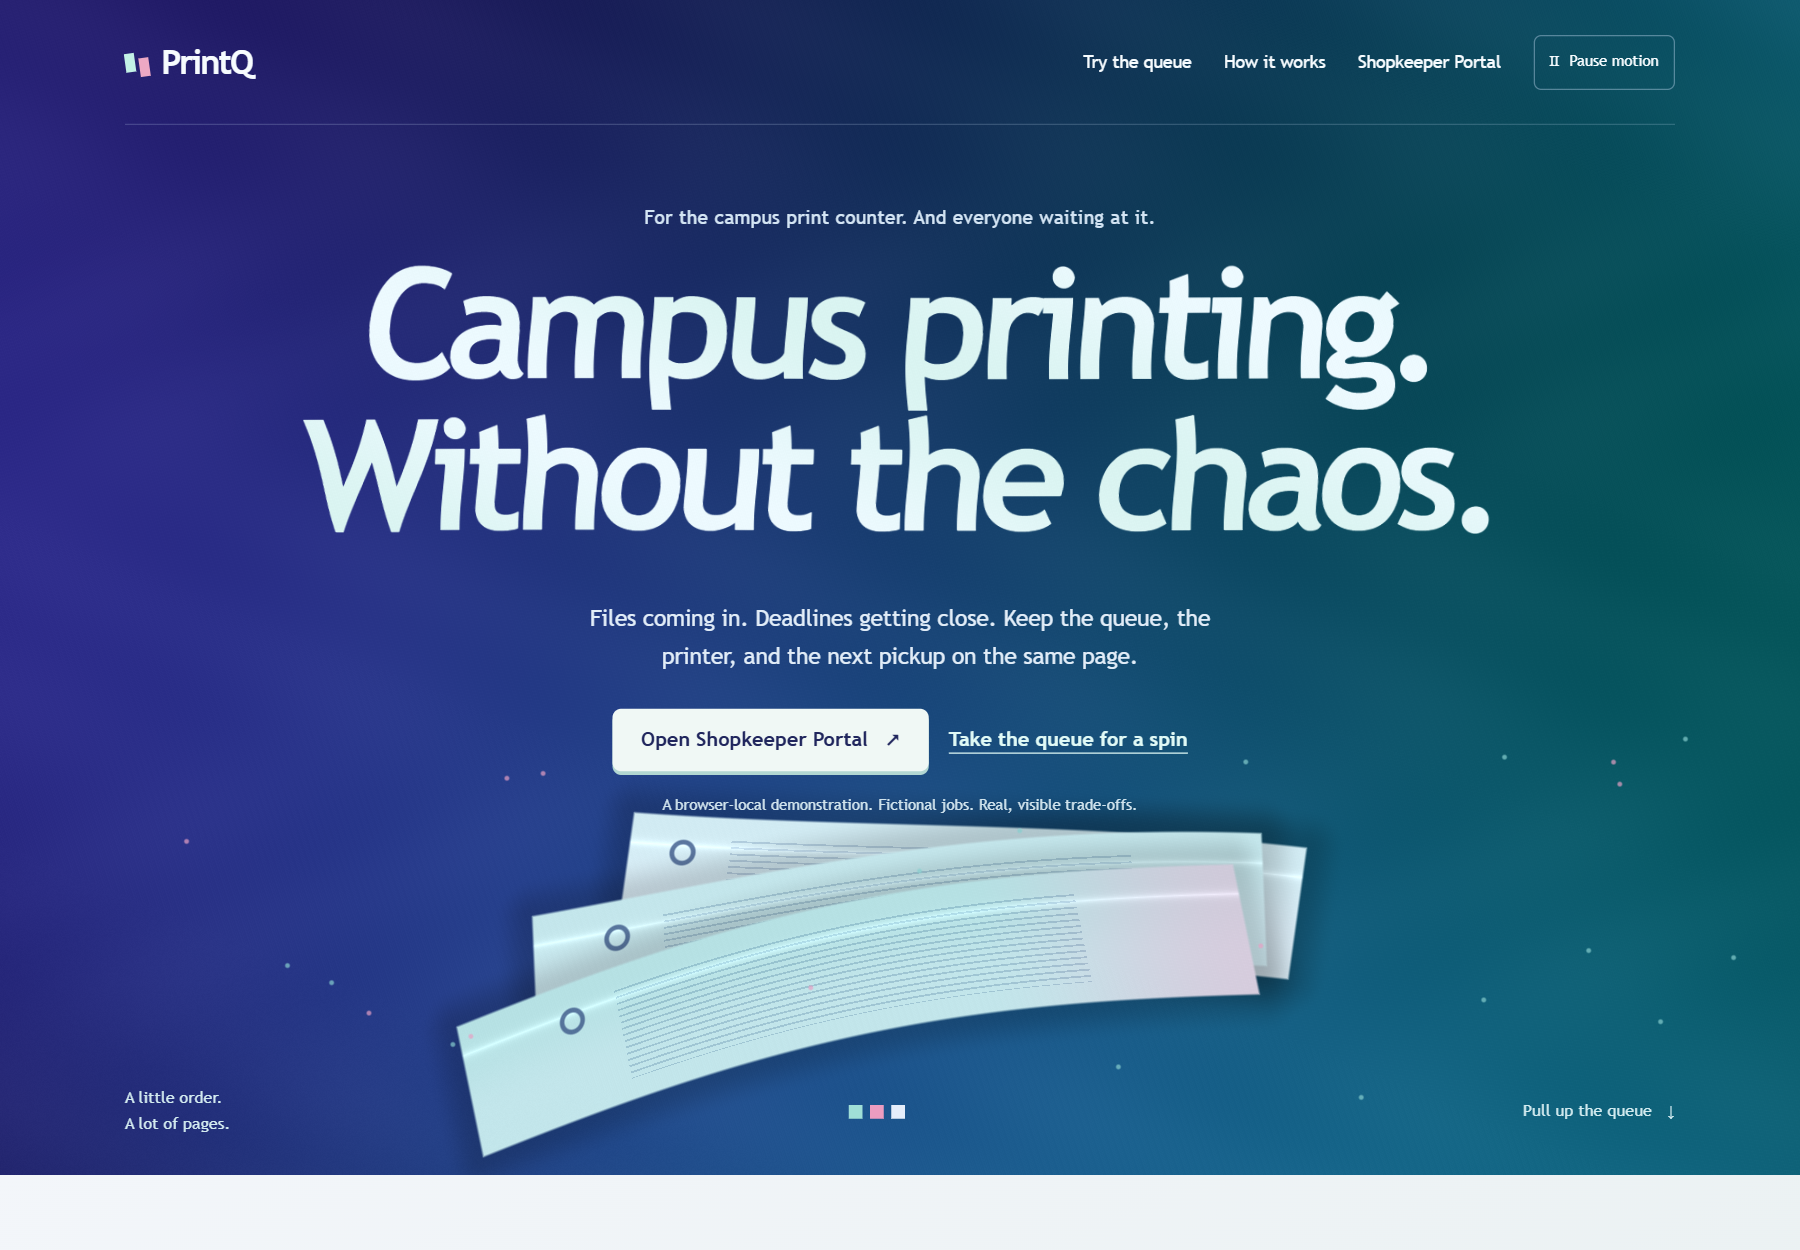 PrintQ
Try the queue
How it works
Shopkeeper Portal
Pause motion
For the campus print counter. And everyone waiting at it.
Campus printing.
Without the chaos.
Files coming in. Deadlines getting close. Keep the queue, the
printer, and the next pickup on the same page.
Open Shopkeeper Portal ↗
Take the queue for a spin
A browser-local demonstration. Fictional jobs. Real, visible trade-offs.
A little order.
A lot of pages.
Pull up the queue ↓